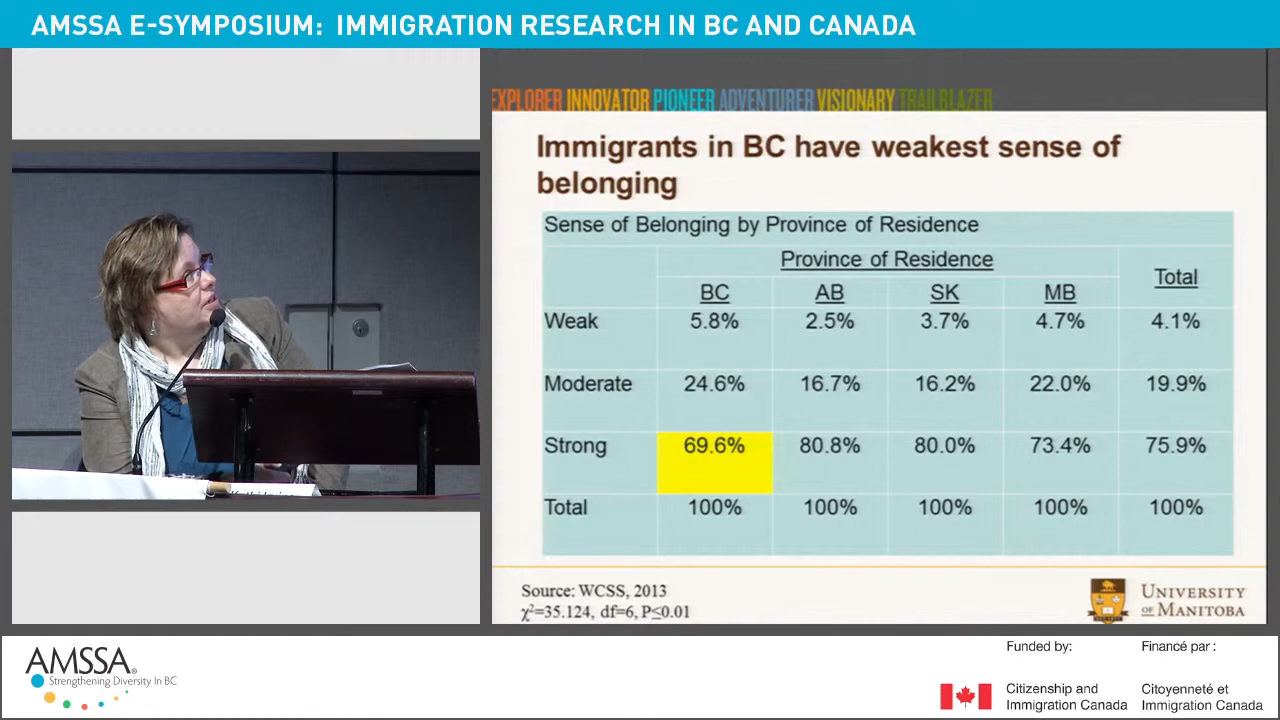 AMSSA E-SYMPOSIUM: IMMIGRATION RESEARCH IN BC AND CANADA
EXPLORER INNOVATOR PIONEER ADVENTURER VISIONARY TRAILBLAZER
Immigrants in BC have weakest sense of
belonging
Sense of Belonging by Province of Residence
Province of Residence
Total
BC AB SK MB
Weak 5.8% 2.5% 3.7% 4.7% 4.1%
Moderate 24.6% 16.7% 16.2% 22.0% 19.9%
Strong 69.6% 80.8% 80.0% 73.4% 75.9%
Total 100% 100% 100% 100% 100%
Source: WCSS, 2013
χ²=35.124, df=6, P≤0.01
UNIVERSITY
OF MANITOBA
AMSSA®
Strengthening Diversity In BC
Funded by:
Citizenship and
Immigration Canada
Financé par :
Citoyenneté et
Immigration Canada